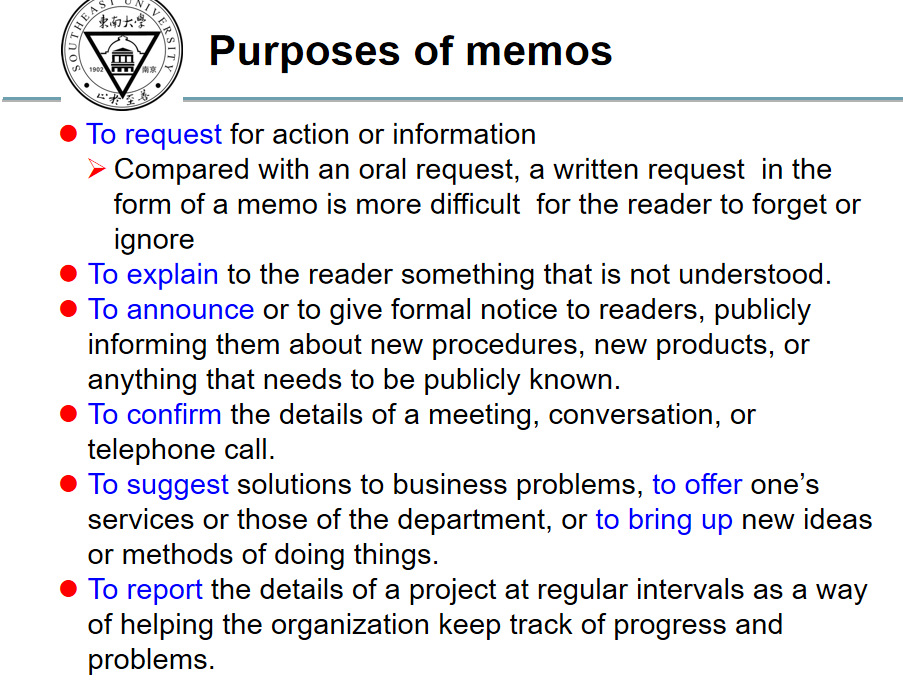 SOUTHEAST UNIVERSITY
東南大學
1902 南京
止於至善
Purposes of memos
To request for action or information
Compared with an oral request, a written request in the
form of a memo is more difficult for the reader to forget or
ignore
To explain to the reader something that is not understood.
To announce or to give formal notice to readers, publicly
informing them about new procedures, new products, or
anything that needs to be publicly known.
To confirm the details of a meeting, conversation, or
telephone call.
To suggest solutions to business problems, to offer one’s
services or those of the department, or to bring up new ideas
or methods of doing things.
To report the details of a project at regular intervals as a way
of helping the organization keep track of progress and
problems.